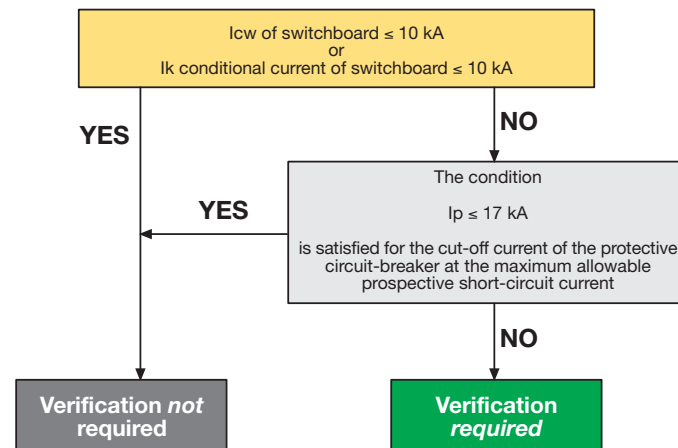 Icw of switchboard ≤ 10 kA
or
Ik conditional current of switchboard ≤ 10 kA
YES
NO
The condition
YES
Ip ≤ 17 kA
is satisfied for the cut-off current of the protective
circuit-breaker at the maximum allowable
prospective short-circuit current
NO
Verification not
required
Verification
required